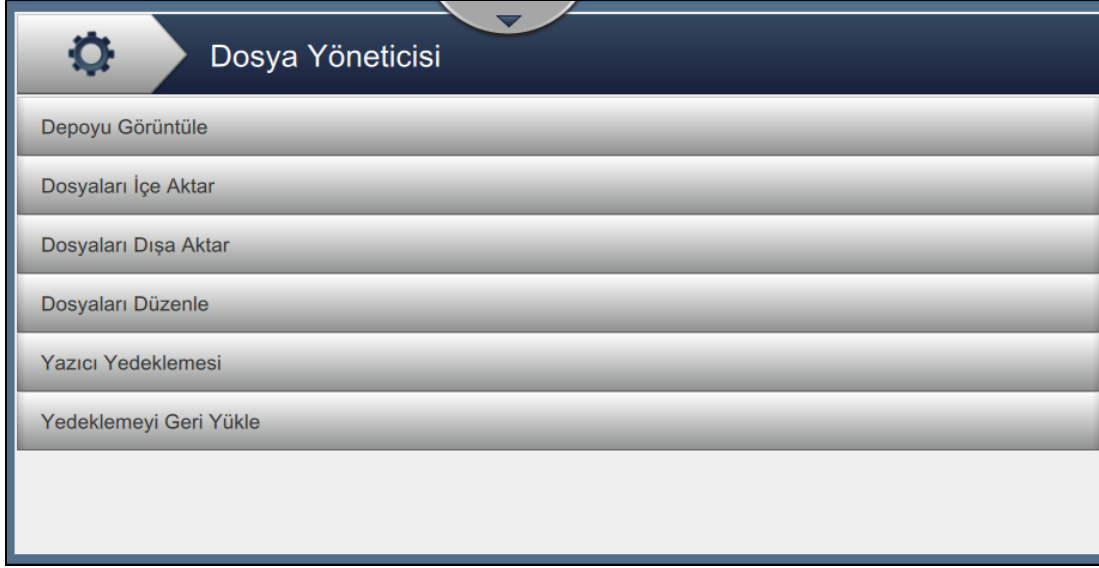 Dosya Yöneticisi
Depoyu Görüntüle
Dosyaları İçe Aktar
Dosyaları Dışa Aktar
Dosyaları Düzenle
Yazıcı Yedeklemesi
Yedeklemeyi Geri Yükle